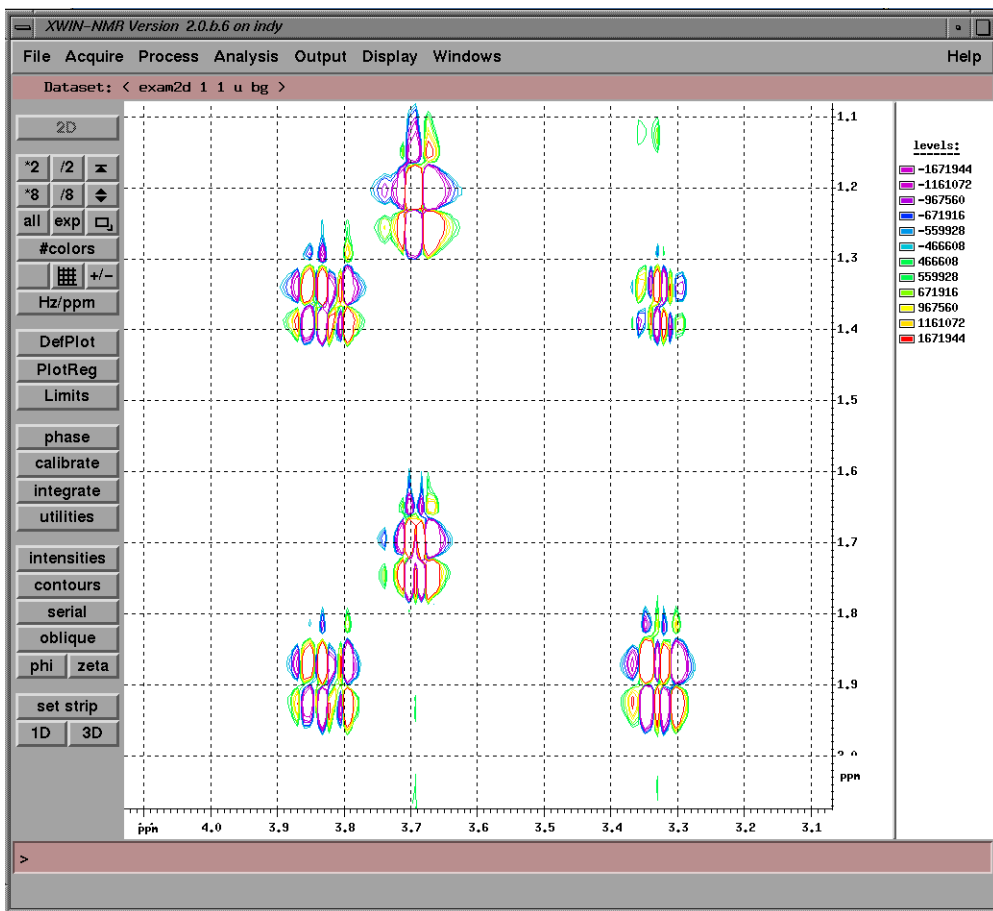 XWIN-NMR Version 2.0.b.6 on indy
File Acquire Process Analysis Output Display Windows Help
Dataset: < exam2d 1 1 u bg >
2D
*2 /2
*8 /8
all exp
#colors
+/-
Hz/ppm
DefPlot
PlotReg
Limits
phase
calibrate
integrate
utilities
intensities
contours
serial
oblique
phi zeta
set strip
1D 3D
1.1
1.2
1.3
1.4
1.5
1.6
1.7
1.8
1.9
2.0
ppm
ppm 4.0 3.9 3.8 3.7 3.6 3.5 3.4 3.3 3.2 3.1
levels:
-1671944
-1161072
-967560
-671916
-559928
-466608
466608
559928
671916
967560
1161072
1671944
>